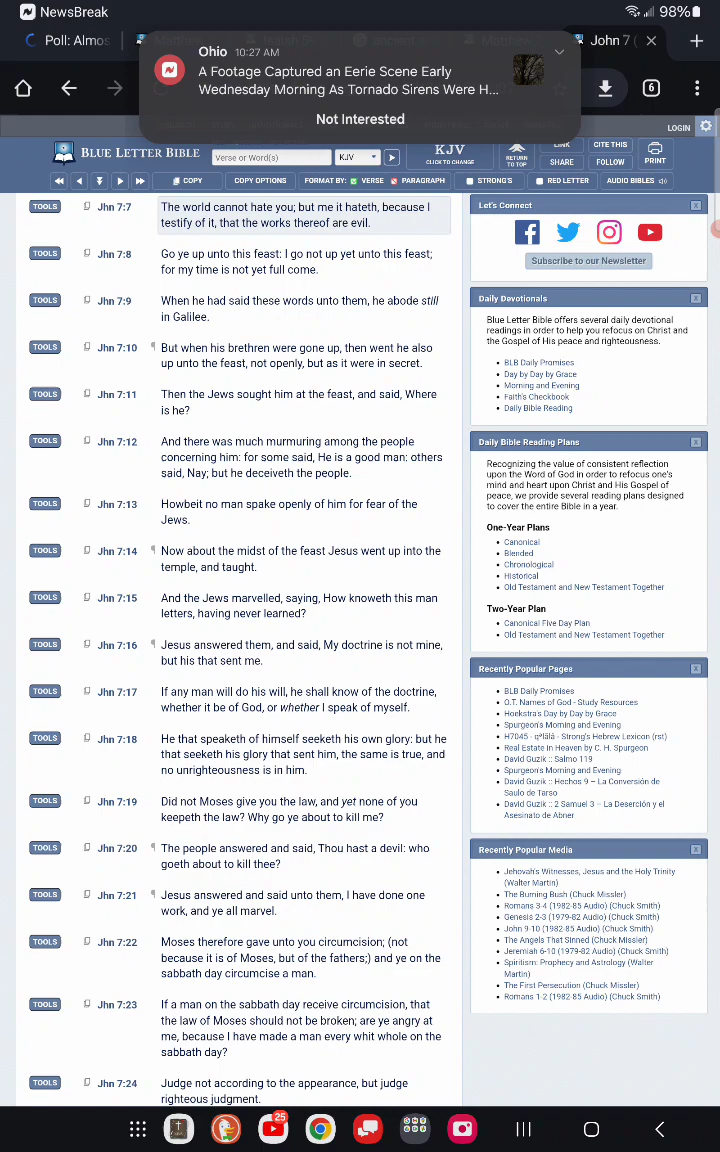 NewsBreak
98%
Poll: Almos
John 7 (
6
Ohio 10:27 AM
A Footage Captured an Eerie Scene Early
Wednesday Morning As Tornado Sirens Were H...
Not Interested
LOGIN
BLUE LETTER BIBLE
Verse or Word(s)
KJV
KJV
CLICK TO CHANGE
RETURN
TO TOP
LINK
SHARE
CITE THIS
FOLLOW
PRINT
COPY
COPY OPTIONS
FORMAT BY: VERSE PARAGRAPH
STRONG'S
RED LETTER
AUDIO BIBLES
TOOLS Jhn 7:7 The world cannot hate you; but me it hateth, because I
testify of it, that the works thereof are evil.
TOOLS Jhn 7:8 Go ye up unto this feast: I go not up yet unto this feast;
for my time is not yet full come.
TOOLS Jhn 7:9 When he had said these words unto them, he abode still
in Galilee.
TOOLS Jhn 7:10 ¶ But when his brethren were gone up, then went he also
up unto the feast, not openly, but as it were in secret.
TOOLS Jhn 7:11 Then the Jews sought him at the feast, and said, Where
is he?
TOOLS Jhn 7:12 And there was much murmuring among the people
concerning him: for some said, He is a good man: others
said, Nay; but he deceiveth the people.
TOOLS Jhn 7:13 Howbeit no man spake openly of him for fear of the
Jews.
TOOLS Jhn 7:14 ¶ Now about the midst of the feast Jesus went up into the
temple, and taught.
TOOLS Jhn 7:15 And the Jews marvelled, saying, How knoweth this man
letters, having never learned?
TOOLS Jhn 7:16 ¶ Jesus answered them, and said, My doctrine is not mine,
but his that sent me.
TOOLS Jhn 7:17 If any man will do his will, he shall know of the doctrine,
whether it be of God, or whether I speak of myself.
TOOLS Jhn 7:18 He that speaketh of himself seeketh his own glory: but he
that seeketh his glory that sent him, the same is true, and
no unrighteousness is in him.
TOOLS Jhn 7:19 Did not Moses give you the law, and yet none of you
keepeth the law? Why go ye about to kill me?
TOOLS Jhn 7:20 ¶ The people answered and said, Thou hast a devil: who
goeth about to kill thee?
TOOLS Jhn 7:21 ¶ Jesus answered and said unto them, I have done one
work, and ye all marvel.
TOOLS Jhn 7:22 Moses therefore gave unto you circumcision; (not
because it is of Moses, but of the fathers;) and ye on the
sabbath day circumcise a man.
TOOLS Jhn 7:23 If a man on the sabbath day receive circumcision, that
the law of Moses should not be broken; are ye angry at
me, because I have made a man every whit whole on the
sabbath day?
TOOLS Jhn 7:24 Judge not according to the appearance, but judge
righteous judgment.
Let's Connect
Subscribe to our Newsletter
Daily Devotionals
Blue Letter Bible offers several daily devotional
readings in order to help you refocus on Christ and
the Gospel of His peace and righteousness.
BLB Daily Promises
Day by Day by Grace
Morning and Evening
Faith's Checkbook
Daily Bible Reading
Daily Bible Reading Plans
Recognizing the value of consistent reflection
upon the Word of God in order to refocus one's
mind and heart upon Christ and His Gospel of
peace, we provide several reading plans designed
to cover the entire Bible in a year.
One-Year Plans
Canonical
Blended
Chronological
Historical
Old Testament and New Testament Together
Two-Year Plan
Canonical Five Day Plan
Old Testament and New Testament Together
Recently Popular Pages
BLB Daily Promises
O.T. Names of God - Study Resources
Hoekstra's Day by Day by Grace
Spurgeon's Morning and Evening
H7045 - qᵊlālâ - Strong's Hebrew Lexicon (rst)
Real Estate in Heaven by C. H. Spurgeon
David Guzik :: Salmo 119
Spurgeon's Morning and Evening
David Guzik :: Hechos 9 – La Conversión de
Saulo de Tarso
David Guzik :: 2 Samuel 3 – La Deserción y el
Asesinato de Abner
Recently Popular Media
Jehovah's Witnesses, Jesus and the Holy Trinity
(Walter Martin)
The Burning Bush (Chuck Missler)
Romans 3-4 (1982-85 Audio) (Chuck Smith)
Genesis 2-3 (1979-82 Audio) (Chuck Smith)
John 9-10 (1982-85 Audio) (Chuck Smith)
The Angels That Sinned (Chuck Missler)
Jeremiah 6-10 (1979-82 Audio) (Chuck Smith)
Spiritism: Prophecy and Astrology (Walter
Martin)
The First Persecution (Chuck Missler)
Romans 1-2 (1982-85 Audio) (Chuck Smith)
25